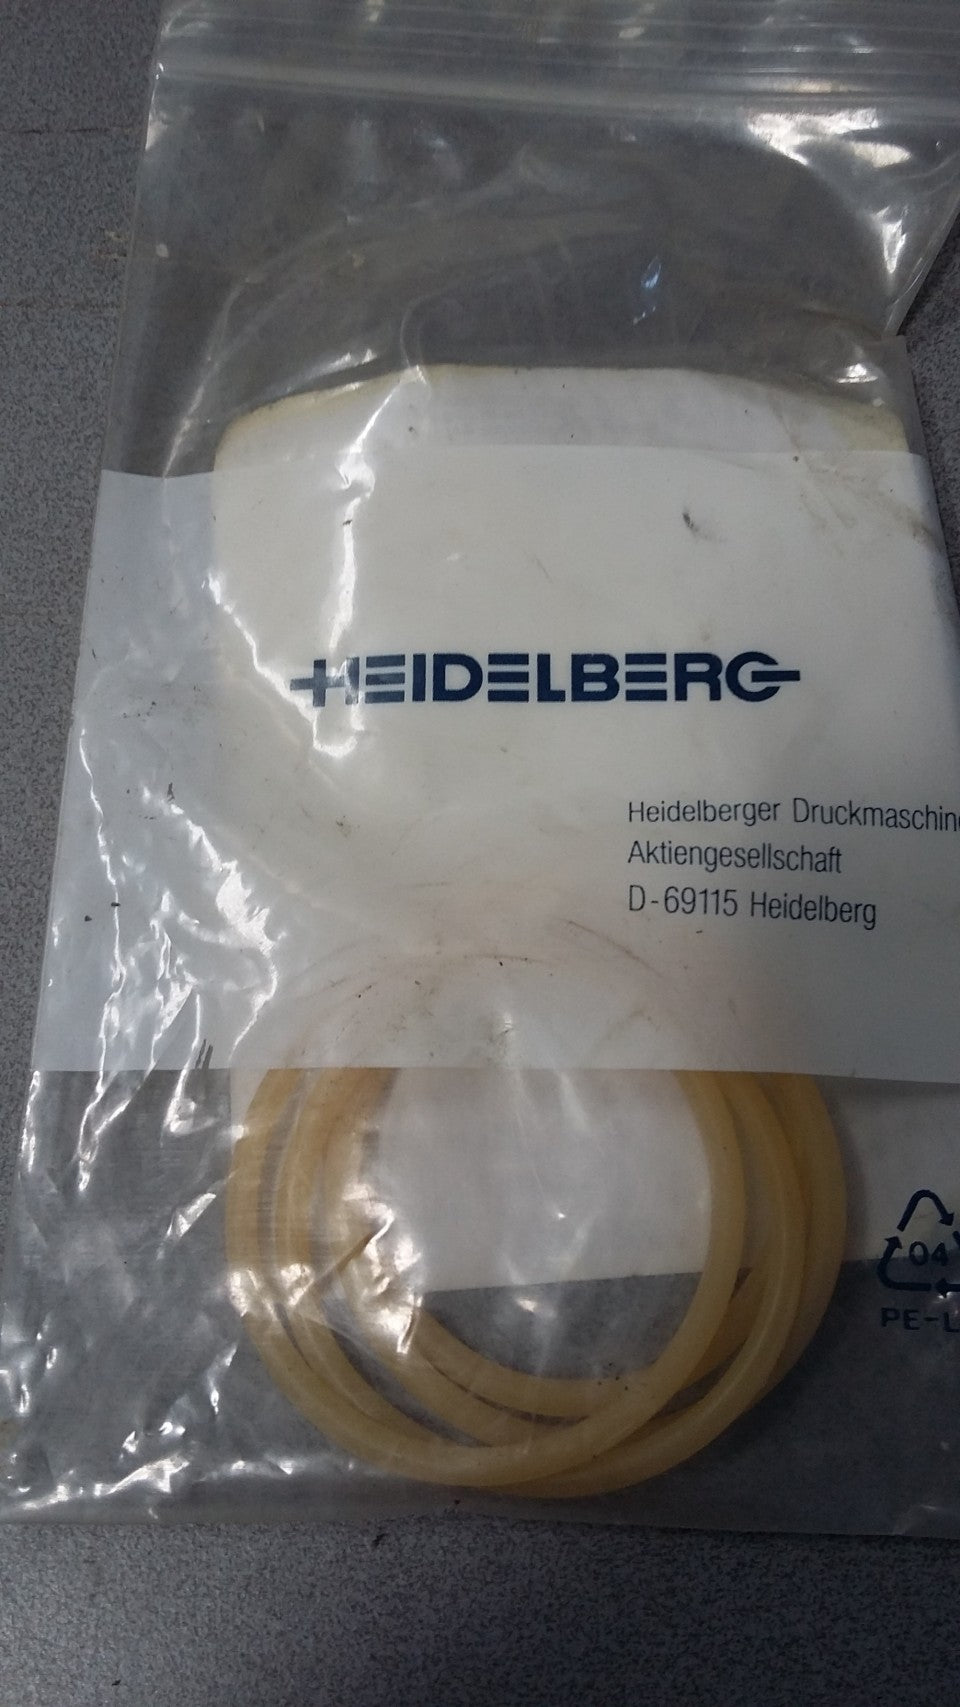 HEIDELBERG
Heidelberger Druckmaschine
Aktiengesellschaft
D-69115 Heidelberg
04
PE-L